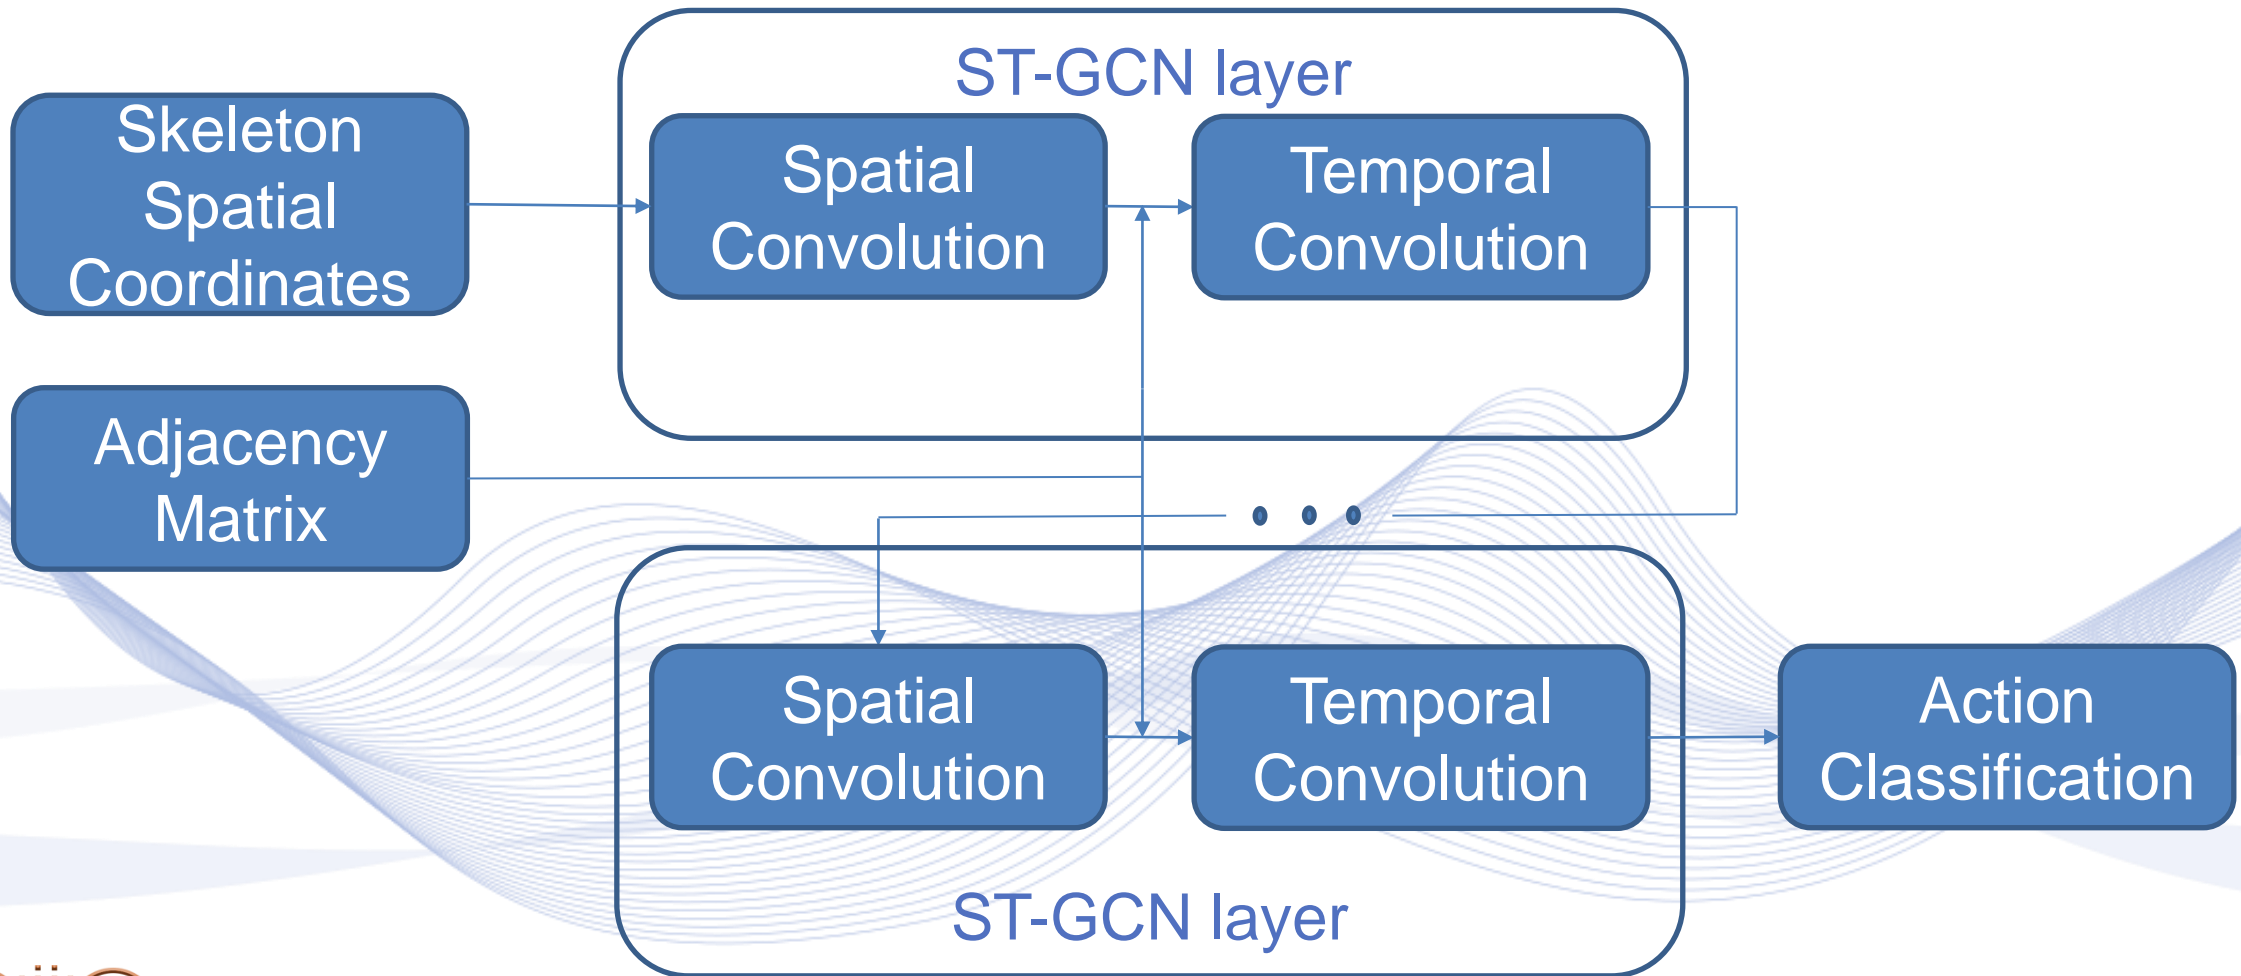 ST-GCN layer
Skeleton
Spatial
Coordinates
Spatial
Convolution
Temporal
Convolution
Adjacency
Matrix
Spatial
Convolution
Temporal
Convolution
Action
Classification
ST-GCN layer